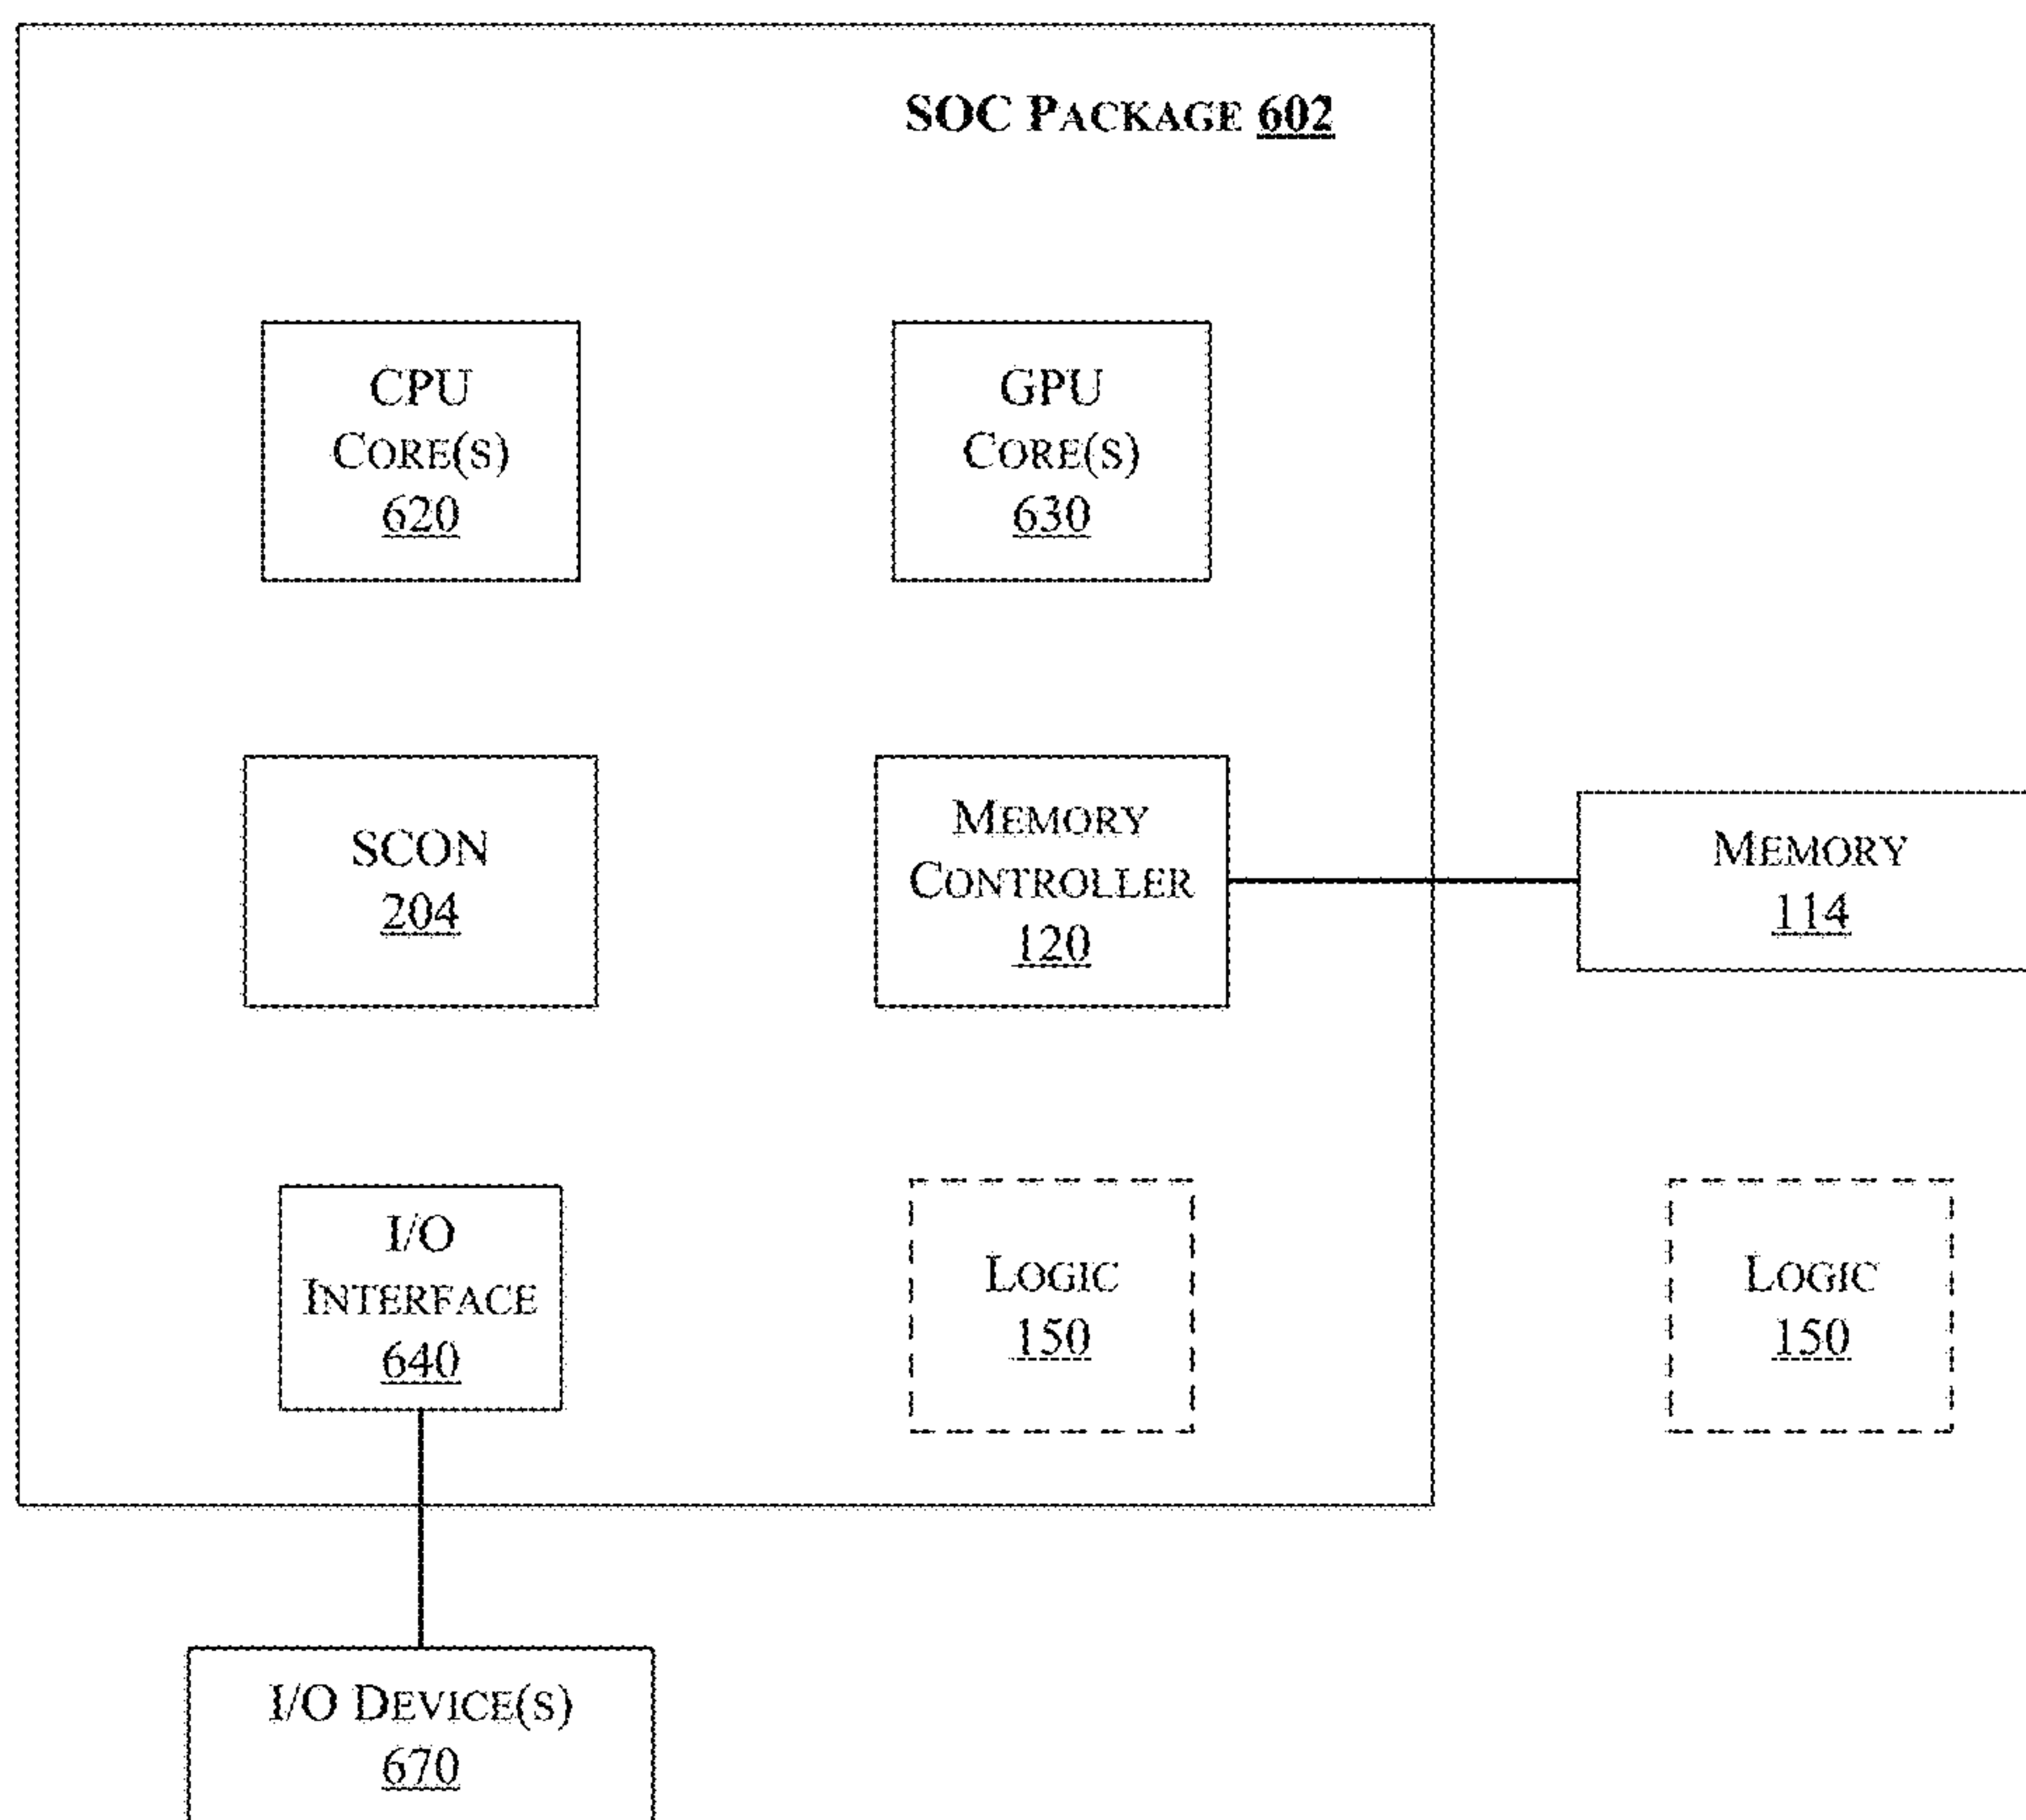 SOC PACKAGE 602
CPU
CORE(S)
620
GPU
CORE(S)
630
SCON
204
MEMORY
CONTROLLER
120
MEMORY
114
I/O
INTERFACE
640
LOGIC
150
LOGIC
150
I/O DEVICE(S)
670